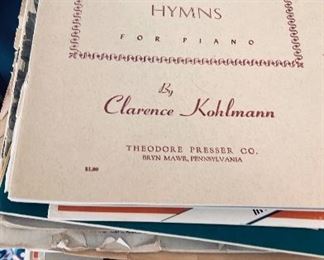 HYMNS
FOR PIANO
By
Clarence Kohlmann
THEODORE PRESSER CO.
BRYN MAWR, PENNSYLVANIA
$1.00